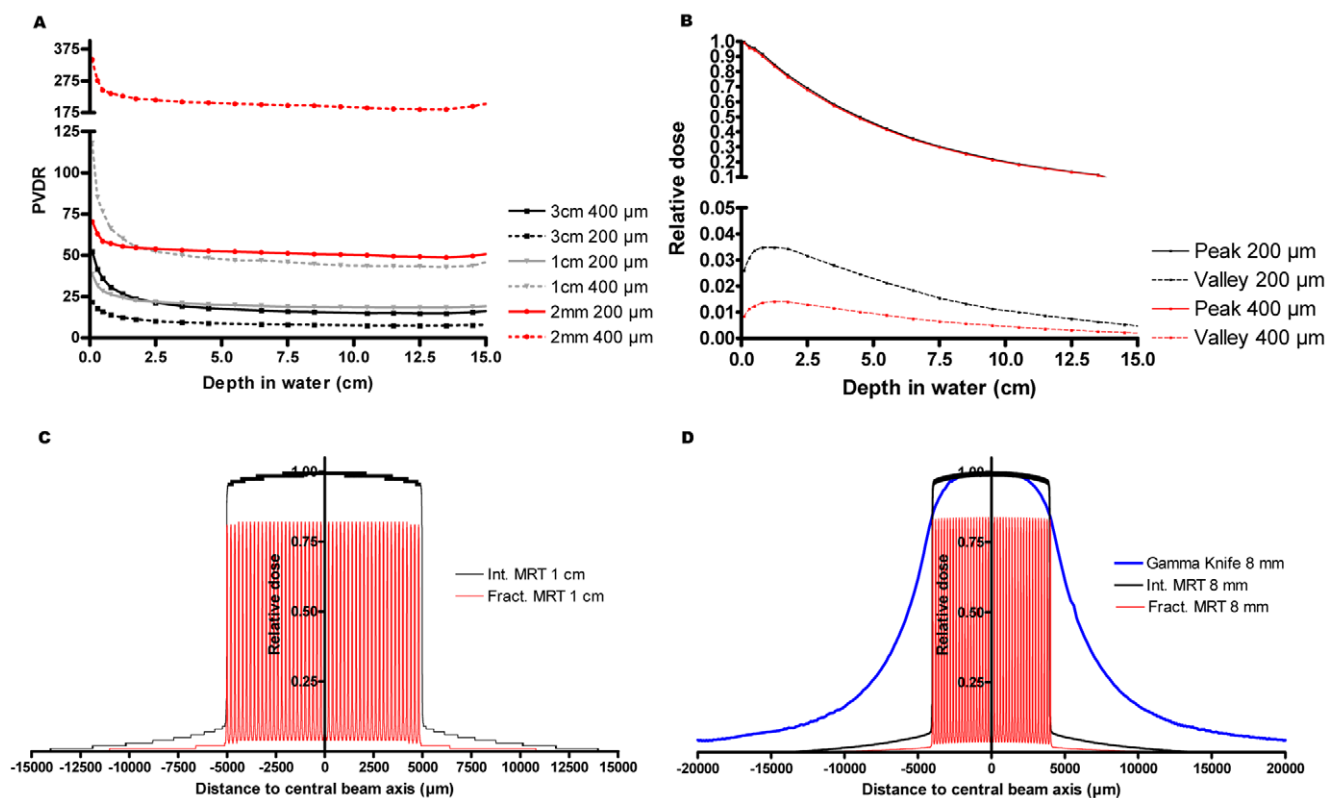 A
375
275
175
125
100
75
50
25
0
PVDR
0.0 2.5 5.0 7.5 10.0 12.5 15.0
Depth in water (cm)
3cm 400 µm
3cm 200 µm
1cm 200 µm
1cm 400 µm
2mm 200 µm
2mm 400 µm
B
1.0
0.9
0.8
0.7
0.6
0.5
0.4
0.3
0.2
0.1
0.05
0.04
0.03
0.02
0.01
0.00
Relative dose
0.0 2.5 5.0 7.5 10.0 12.5 15.0
Depth in water (cm)
Peak 200 µm
Valley 200 µm
Peak 400 µm
Valley 400 µm
C
1.00
0.75
0.50
0.25
Relative dose
-15000 -12500 -10000 -7500 -5000 -2500 0 2500 5000 7500 10000 12500 15000
Distance to central beam axis (µm)
Int. MRT 1 cm
Fract. MRT 1 cm
D
1.00
0.75
0.50
0.25
Relative dose
-20000 -15000 -10000 -5000 0 5000 10000 15000 20000
Distance to central beam axis (µm)
Gamma Knife 8 mm
Int. MRT 8 mm
Fract. MRT 8 mm